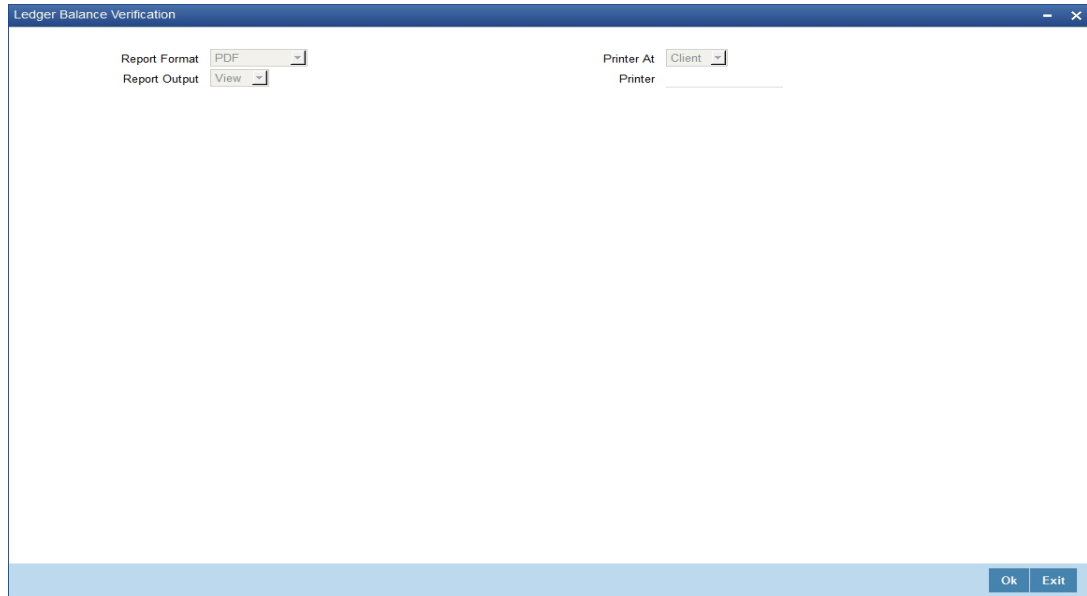 Ledger Balance Verification
Report Format PDF Printer At Client
Report Output View Printer
Ok Exit